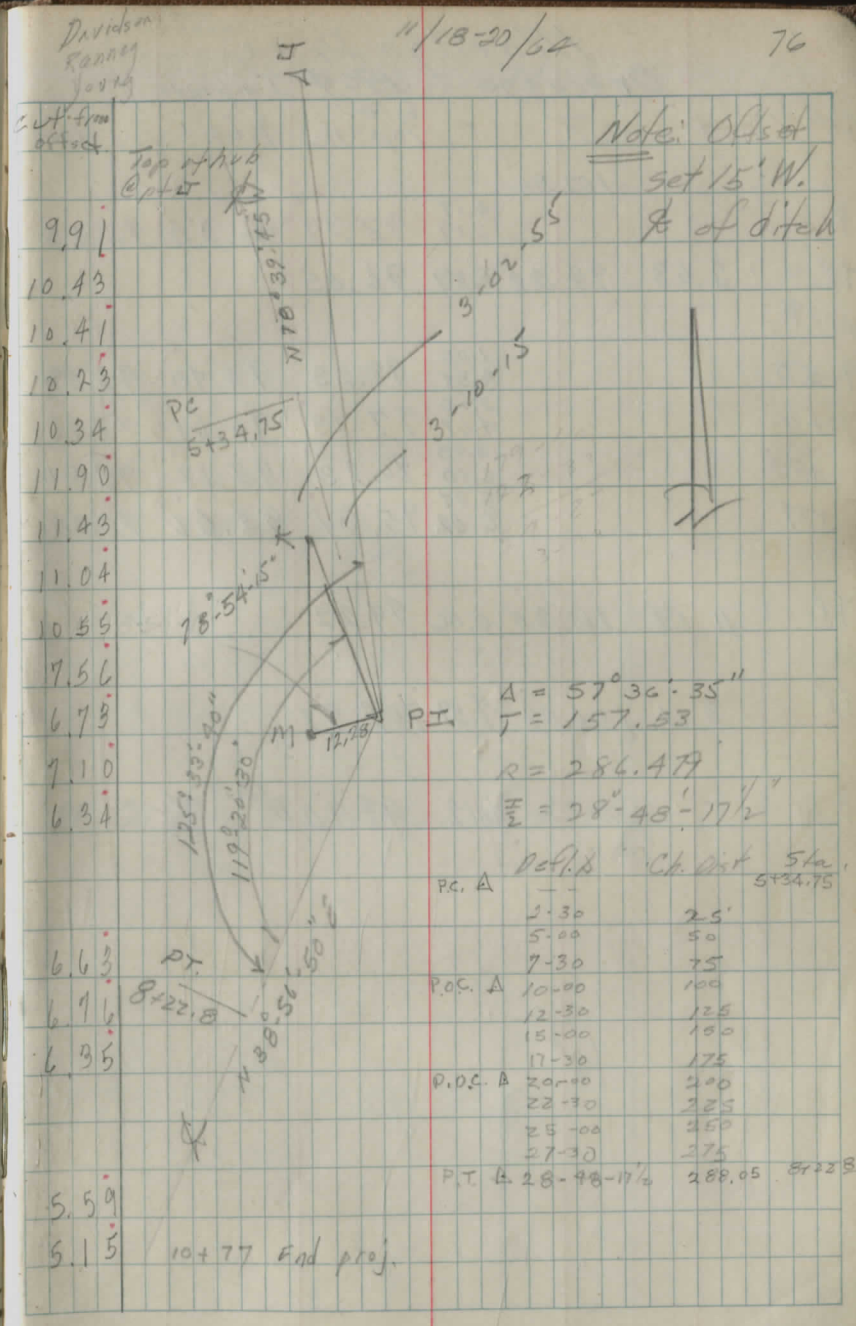 Davidson
Ranney
Young
11/18-20/64
76
Cut from
offset
Top of hub
@ pt J
Note: Offset
set 15' W.
℄ of ditch
9.91
10.43
10.41
10.23
10.34
11.90
11.43
11.04
10.55
7.56
6.73
7.10
6.34
6.63
6.76
6.35
5.59
5.15
3-02-55
3-10-15
PC
5+34.75
78°-54'-15"
M
12.28
P.I.
125°-33'-40"
119°-20'-30"
N 38°-56'-50" E
P.T.
8+22.8
10+77 End proj.
Δ = 57°36'-35"
T = 157.53
R = 286.479
Δ/2 = 28°-48'-17½"
Defl. Δ Ch. Dist Sta.
P.C. Δ -- 5+34.75
2-30 25'
5-00 50
7-30 75
P.O.C. Δ 10-00 100
12-30 125
15-00 150
17-30 175
P.O.C. Δ 20-00 200
22-30 225
25-00 250
27-30 275
P.T. Δ 28-48-17½ 288.05 8+22.8